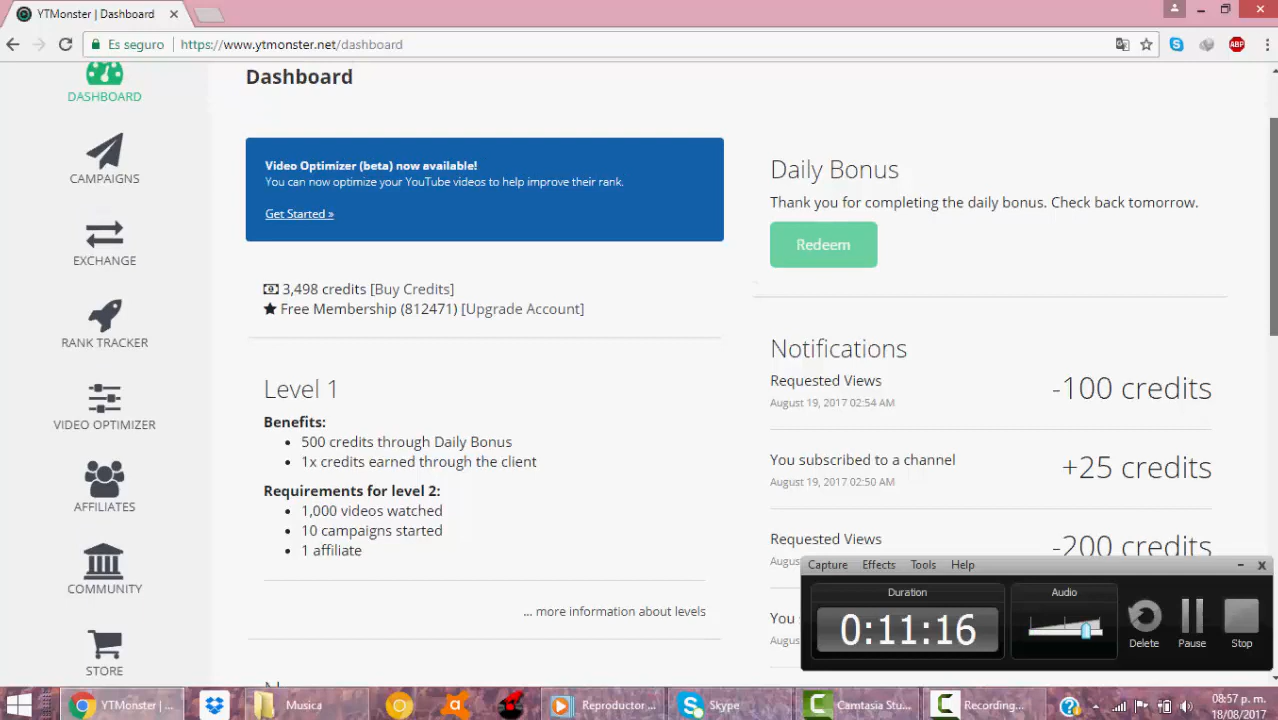 YTMonster | Dashboard
Es seguro
https://www.ytmonster.net/dashboard
ABP
DASHBOARD
CAMPAIGNS
EXCHANGE
RANK TRACKER
VIDEO OPTIMIZER
AFFILIATES
COMMUNITY
STORE
Dashboard
Video Optimizer (beta) now available!
You can now optimize your YouTube videos to help improve their rank.
Get Started »
3,498 credits [Buy Credits]
Free Membership (812471) [Upgrade Account]
Level 1
Benefits:
500 credits through Daily Bonus
1x credits earned through the client
Requirements for level 2:
1,000 videos watched
10 campaigns started
1 affiliate
... more information about levels
Daily Bonus
Thank you for completing the daily bonus. Check back tomorrow.
Redeem
Notifications
Requested Views
-100 credits
August 19, 2017 02:54 AM
You subscribed to a channel
+25 credits
August 19, 2017 02:50 AM
Requested Views
-200 credits
Capture Effects Tools Help
Duration
0:11:16
Audio
Delete
Pause
Stop
YTMonster | ...
Musica
Reproductor ...
Skype
Camtasia Stu...
Recording...
08:57 p. m.
18/08/2017